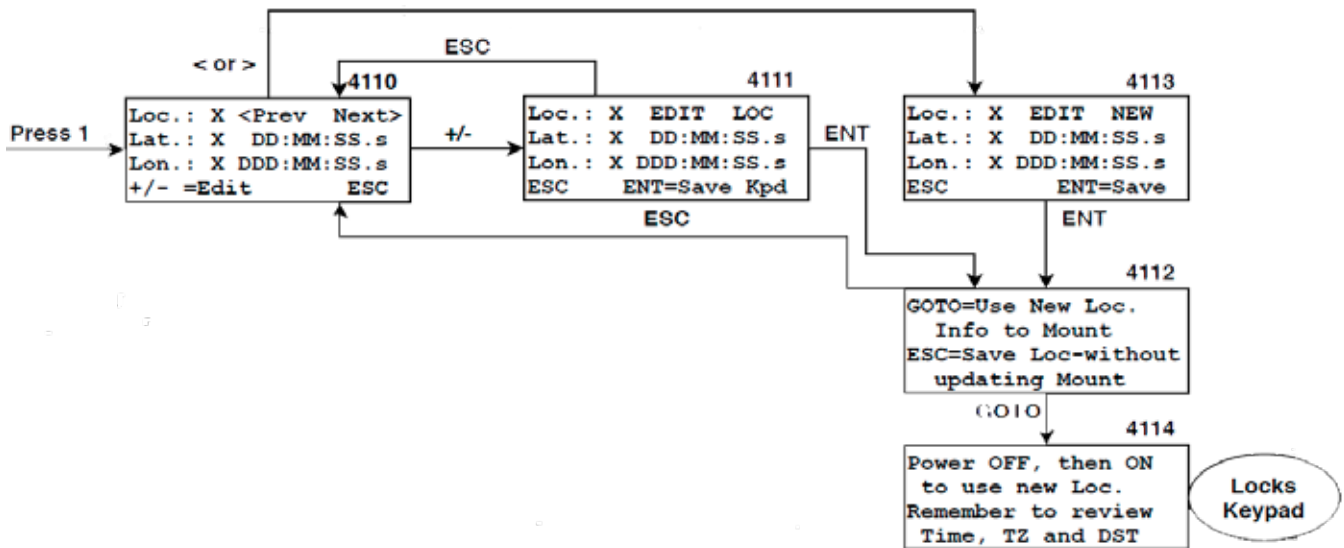 ESC
< or >
4110
4111
4113
Press 1
Loc.: X <Prev Next>
Lat.: X DD:MM:SS.s
Lon.: X DDD:MM:SS.s
+/- =Edit ESC
+/-
Loc.: X EDIT LOC
Lat.: X DD:MM:SS.s
Lon.: X DDD:MM:SS.s
ESC ENT=Save Kpd
ENT
Loc.: X EDIT NEW
Lat.: X DD:MM:SS.s
Lon.: X DDD:MM:SS.s
ESC ENT=Save
ESC
ENT
4112
GOTO=Use New Loc.
Info to Mount
ESC=Save Loc-without
updating Mount
GOTO
4114
Power OFF, then ON
to use new Loc.
Remember to review
Time, TZ and DST
Locks
Keypad